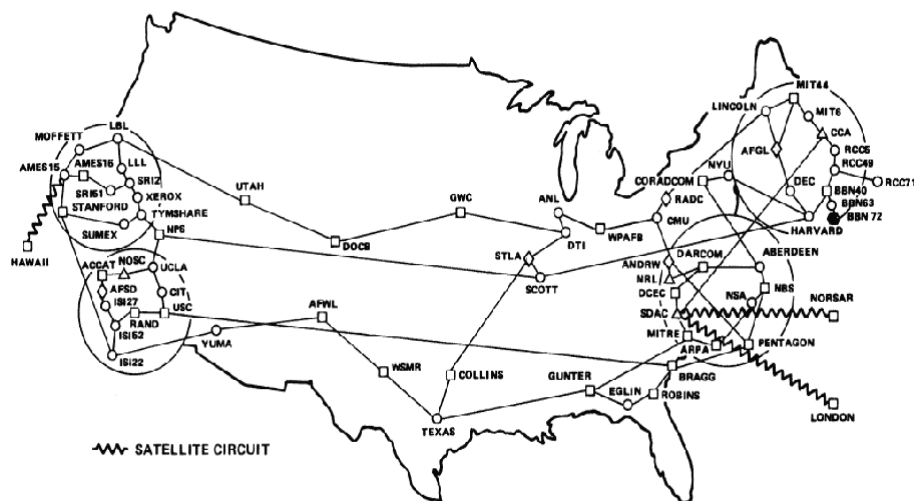 MIT44
LINCOLN
MIT6
CCA
LBL
MOFFETT
AFGL
RCC5
AMES16
AMES15
LLL
RCC49
NYU
RCC71
CORADCOM
DEC
SRI2
SRI51
RADC
BBN40
UTAH
XEROX
BBN63
STANFORD
GWC
ANL
BBN 72
TYMSHARE
CMU
HARVARD
SUMEX
WPAFB
NPS
DOCB
DTI
HAWAII
STLA
ANDRW
DARCOM
ABERDEEN
NOSC
ACCAT
UCLA
NRL
SCOTT
AFSD
DCEC
NSA
NBS
CIT
NORSAR
ISI27
AFWL
USC
SDAC
RAND
ISI52
MITRE
YUMA
ARPA
PENTAGON
ISI22
WSMR
COLLINS
GUNTER
BRAGG
EGLIN
ROBINS
LONDON
TEXAS
SATELLITE CIRCUIT